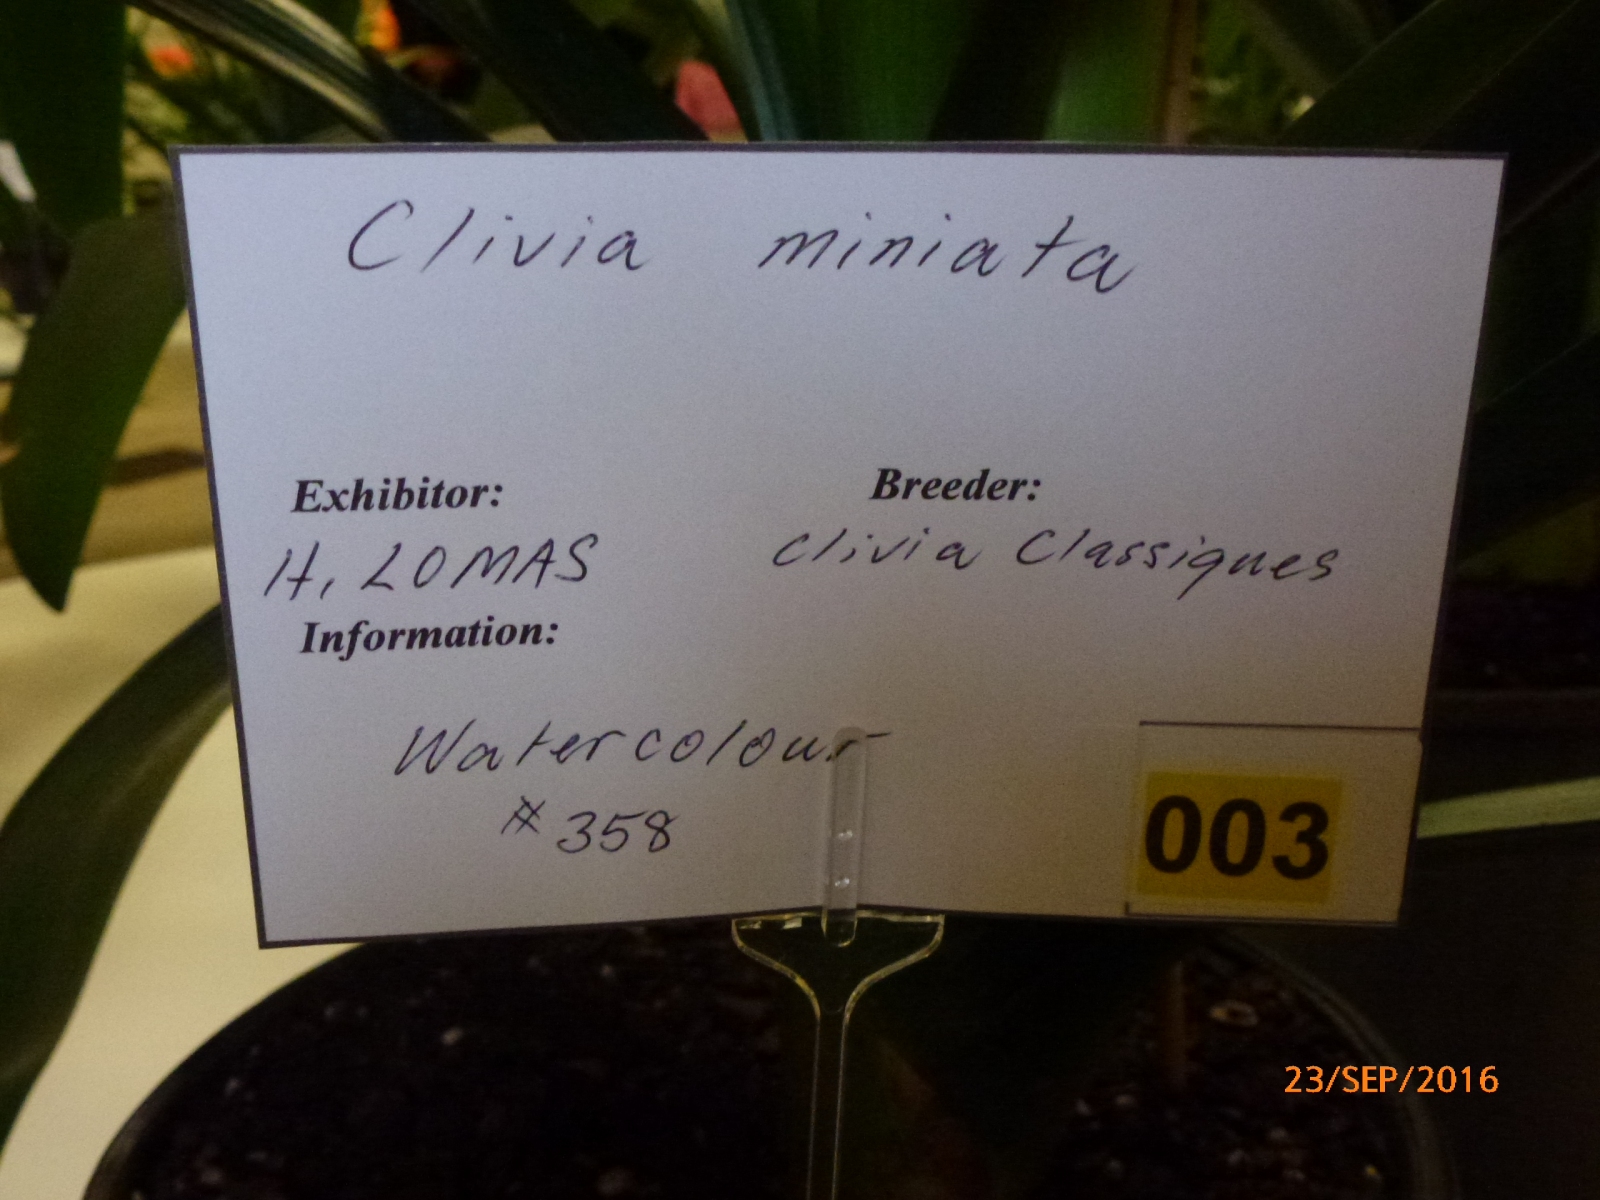 Clivia miniata
Exhibitor:
Breeder:
H. LOMAS
Clivia Classiques
Information:
Watercolour
#358
003
23/SEP/2016